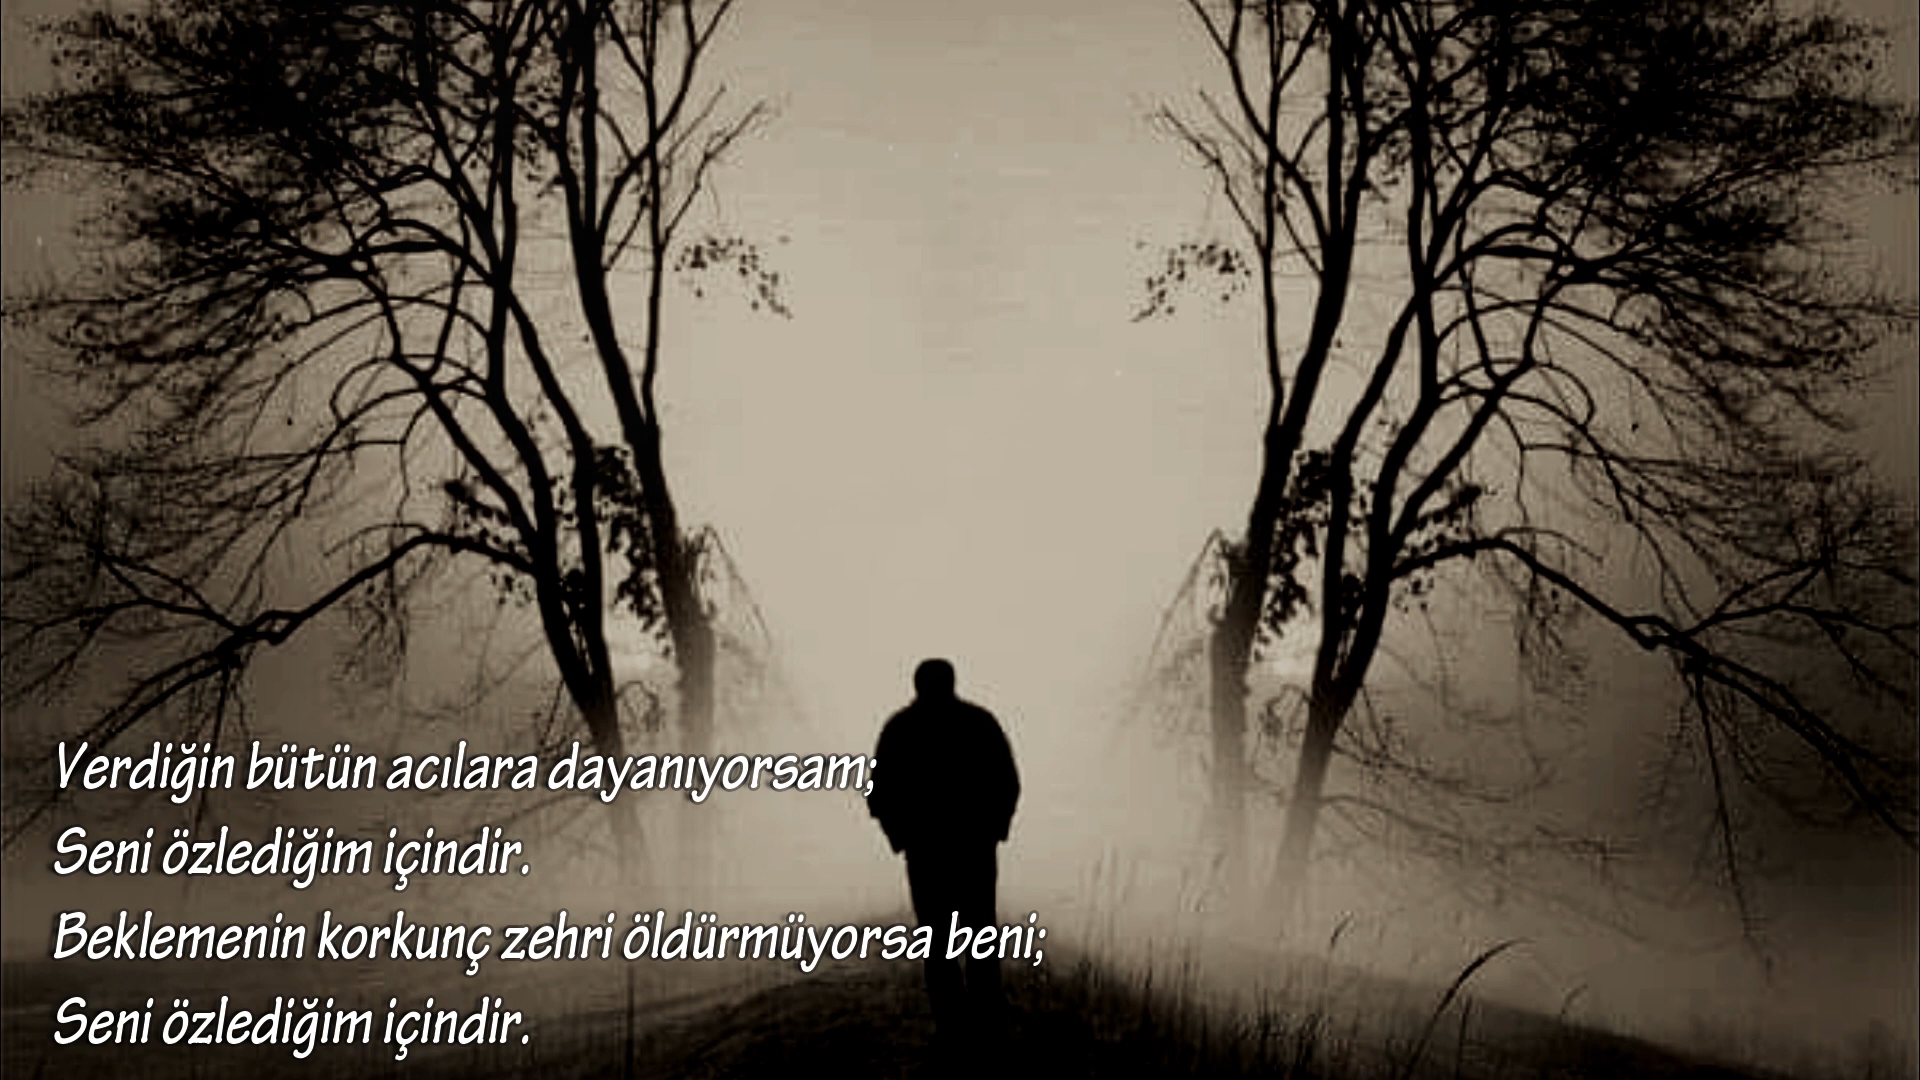 Verdiğin bütün acılara dayanıyorsam;
Seni özlediğim içindir.
Beklemenin korkunç zehri öldürmüyorsa beni;
Seni özlediğim içindir.